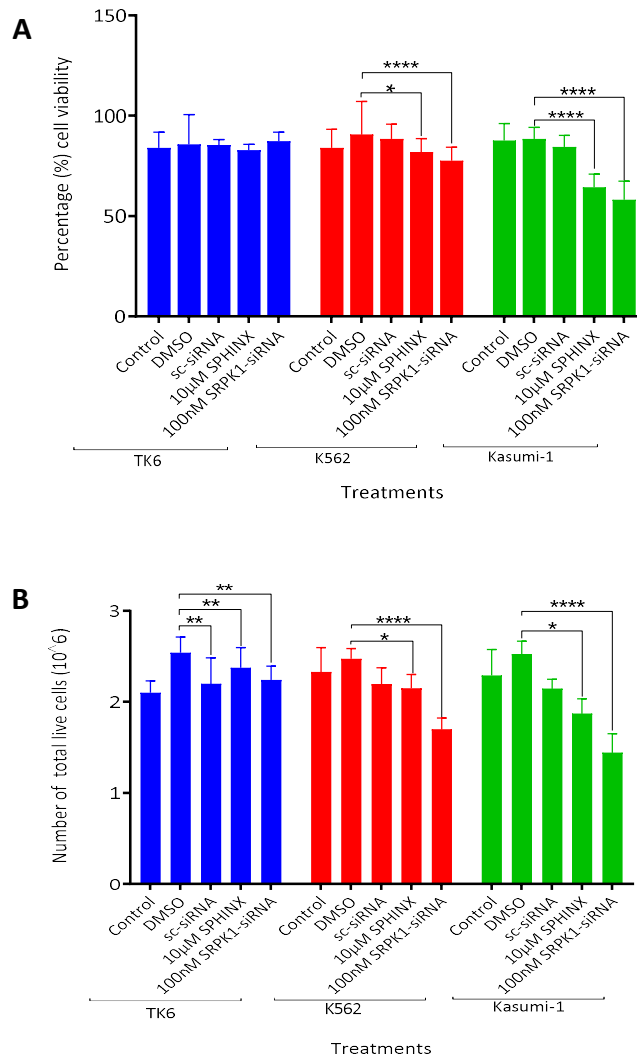 A
150
100
50
0
Percentage (%) cell viability
****
*
****
****
Control
DMSO
sc-siRNA
10µM SPHINX
100nM SRPK1-siRNA
Control
DMSO
sc-siRNA
10µM SPHINX
100nM SRPK1-siRNA
Control
DMSO
sc-siRNA
10µM SPHINX
100nM SRPK1-siRNA
TK6
K562
Kasumi-1
Treatments
B
3
2
1
0
Number of total live cells (10^6)
**
**
**
****
*
****
*
Control
DMSO
sc-siRNA
10µM SPHINX
100nM SRPK1-siRNA
Control
DMSO
sc-siRNA
10µM SPHINX
100nM SRPK1-siRNA
Control
DMSO
sc-siRNA
10µM SPHINX
100nM SRPK1-siRNA
TK6
K562
Kasumi-1
Treatments